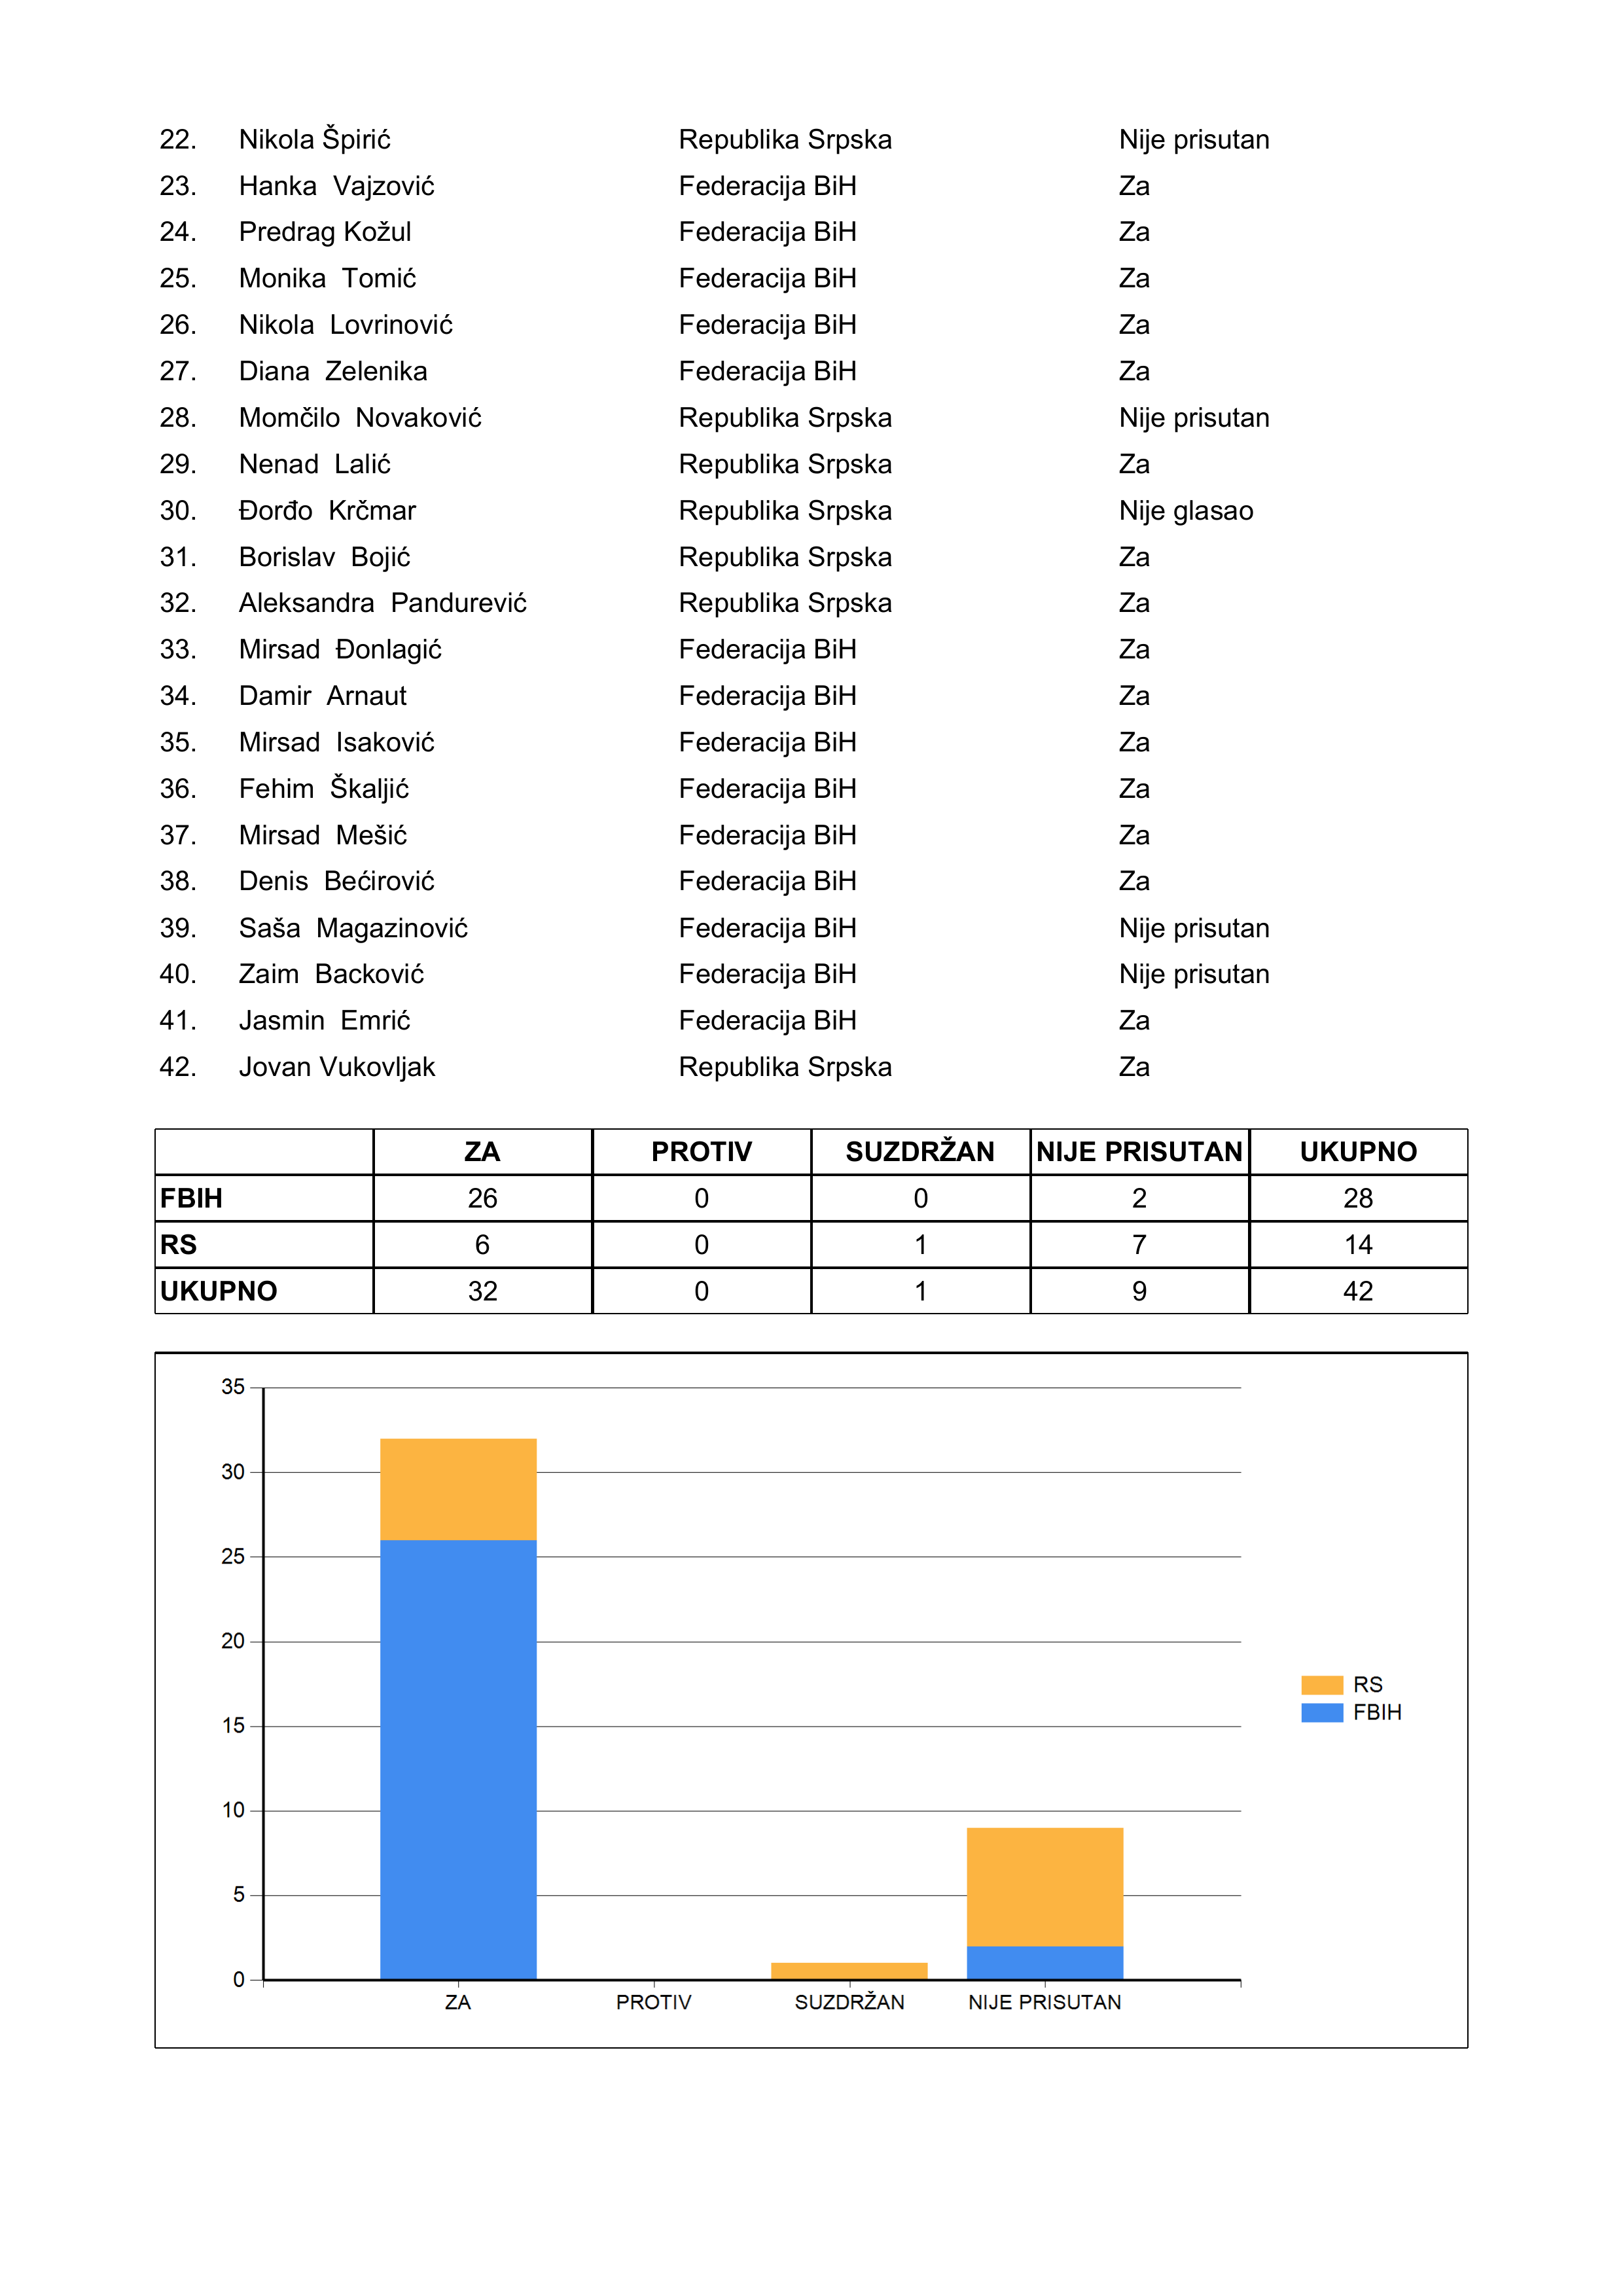 22. Nikola Špirić Republika Srpska Nije prisutan
23. Hanka Vajzović Federacija BiH Za
24. Predrag Kožul Federacija BiH Za
25. Monika Tomić Federacija BiH Za
26. Nikola Lovrinović Federacija BiH Za
27. Diana Zelenika Federacija BiH Za
28. Momčilo Novaković Republika Srpska Nije prisutan
29. Nenad Lalić Republika Srpska Za
30. Đorđo Krčmar Republika Srpska Nije glasao
31. Borislav Bojić Republika Srpska Za
32. Aleksandra Pandurević Republika Srpska Za
33. Mirsad Đonlagić Federacija BiH Za
34. Damir Arnaut Federacija BiH Za
35. Mirsad Isaković Federacija BiH Za
36. Fehim Škaljić Federacija BiH Za
37. Mirsad Mešić Federacija BiH Za
38. Denis Bećirović Federacija BiH Za
39. Saša Magazinović Federacija BiH Nije prisutan
40. Zaim Backović Federacija BiH Nije prisutan
41. Jasmin Emrić Federacija BiH Za
42. Jovan Vukovljak Republika Srpska Za
ZA PROTIV SUZDRŽAN NIJE PRISUTAN UKUPNO
FBIH 26 0 0 2 28
RS 6 0 1 7 14
UKUPNO 32 0 1 9 42
35
30
25
20
15
10
5
0
ZA PROTIV SUZDRŽAN NIJE PRISUTAN
RS
FBIH